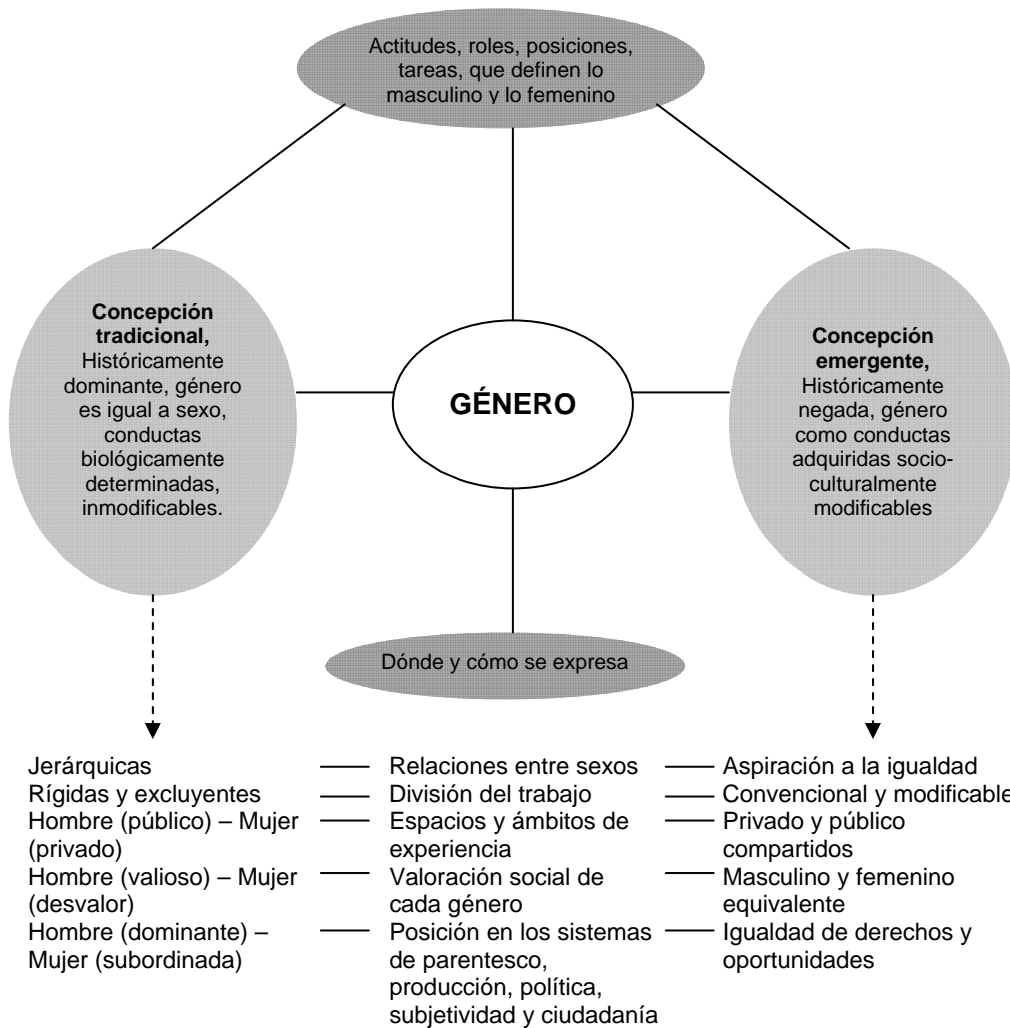 Actitudes, roles, posiciones,
tareas, que definen lo
masculino y lo femenino
Concepción
tradicional,
Históricamente
dominante, género
es igual a sexo,
conductas
biológicamente
determinadas,
inmodificables.
GÉNERO
Concepción
emergente,
Históricamente
negada, género
como conductas
adquiridas socio-
culturalmente
modificables
Dónde y cómo se expresa
Jerárquicas
Rígidas y excluyentes
Hombre (público) – Mujer
(privado)
Hombre (valioso) – Mujer
(desvalor)
Hombre (dominante) –
Mujer (subordinada)
Relaciones entre sexos
División del trabajo
Espacios y ámbitos de
experiencia
Valoración social de
cada género
Posición en los sistemas
de parentesco,
producción, política,
subjetividad y ciudadanía
Aspiración a la igualdad
Convencional y modificable
Privado y público
compartidos
Masculino y femenino
equivalente
Igualdad de derechos y
oportunidades